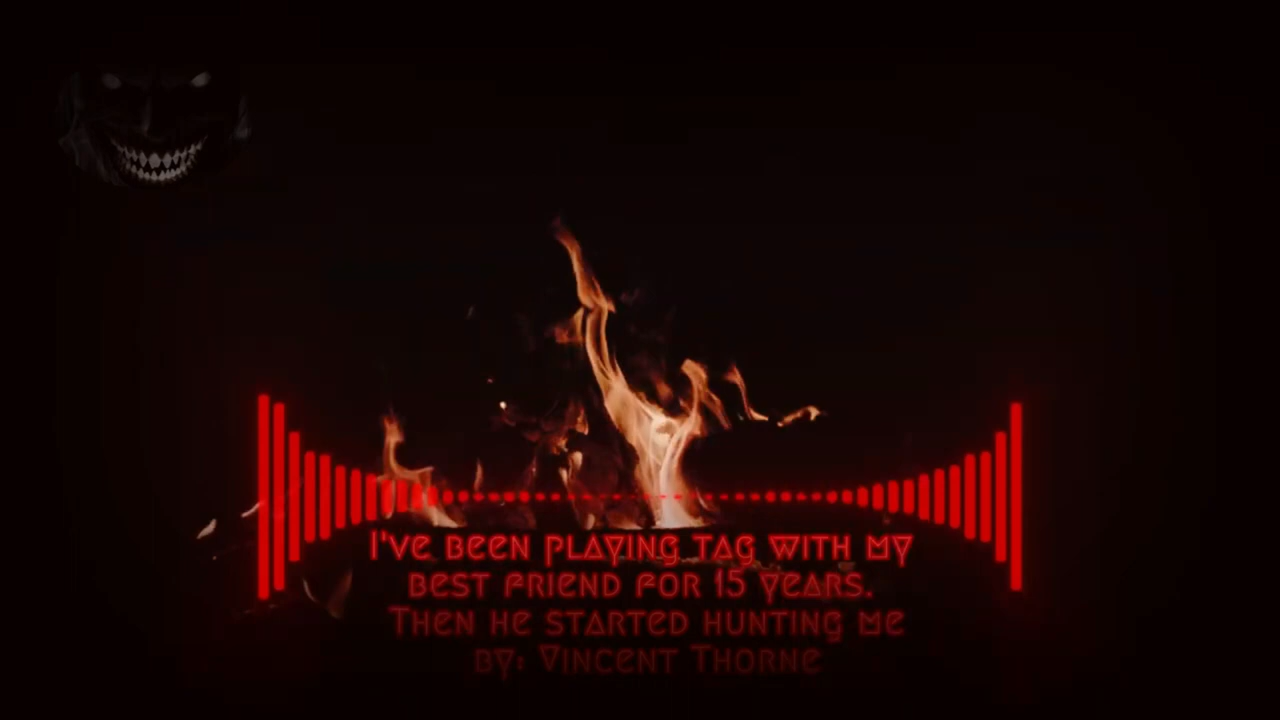 I've been playing tag with my
best friend for 15 years.
Then he started hunting me
by: Vincent Thorne